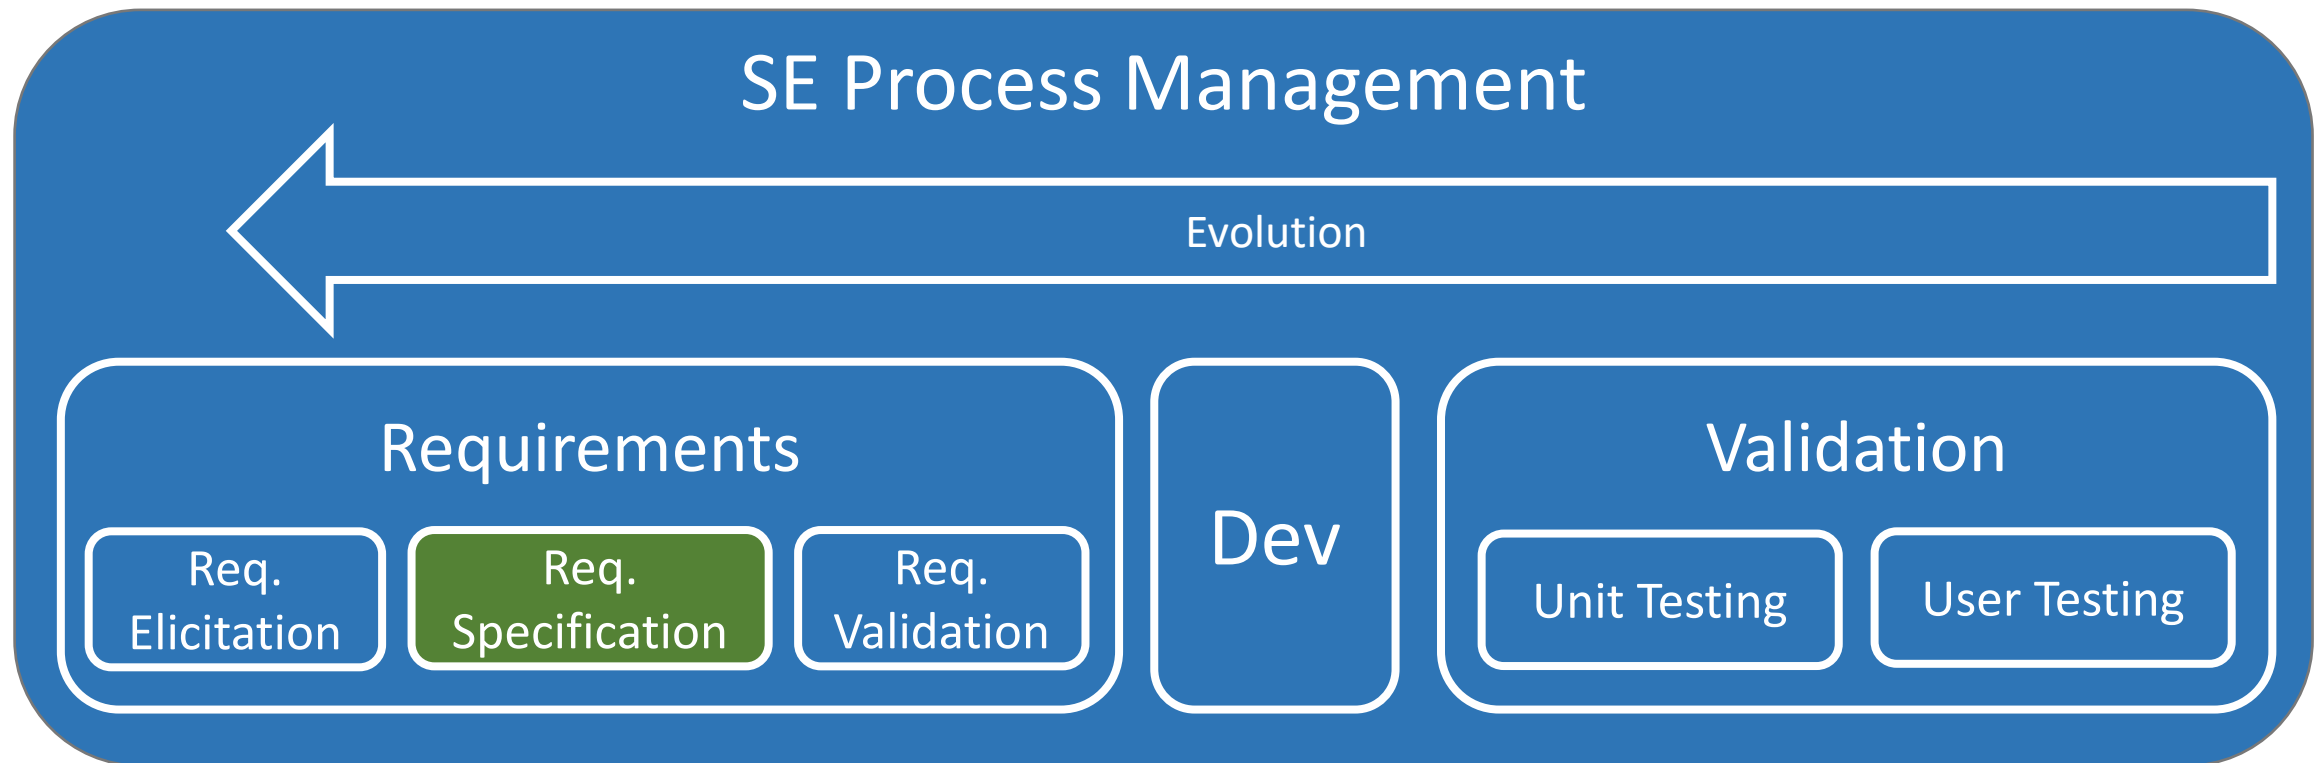 SE Process Management
Evolution
Requirements
Req.
Elicitation
Req.
Specification
Req.
Validation
Dev
Validation
Unit Testing
User Testing